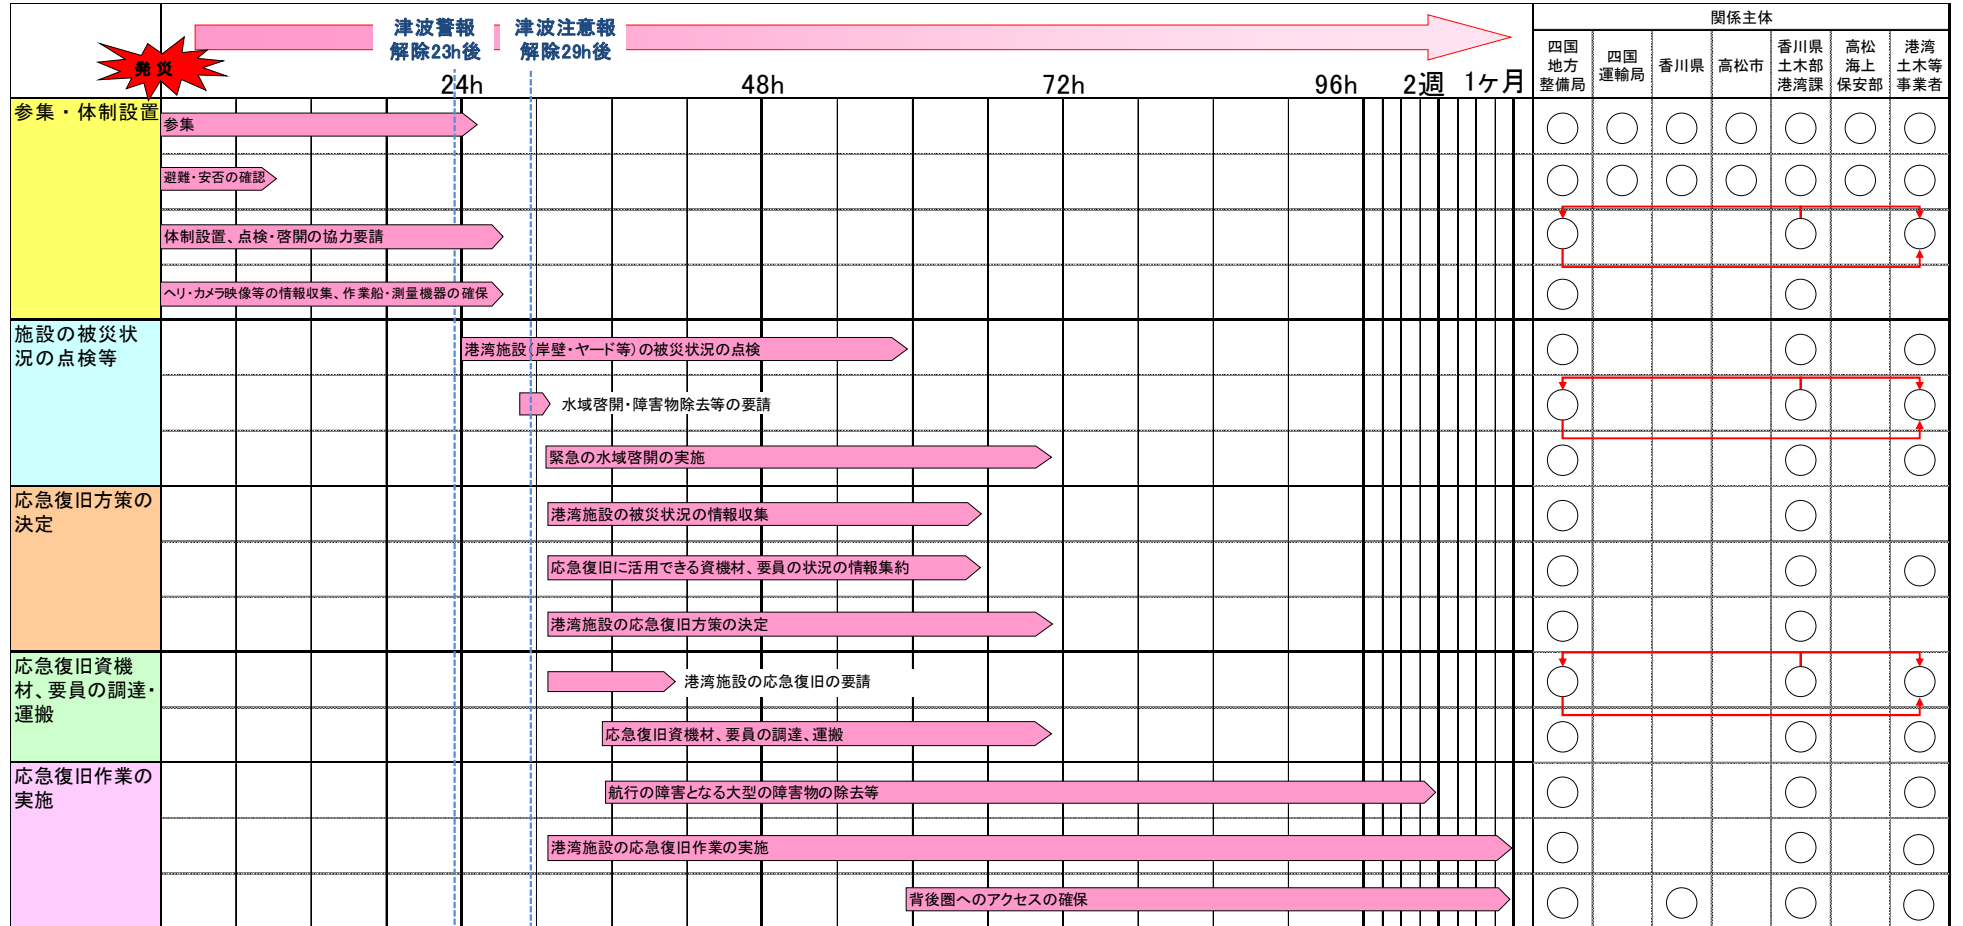 津波警報
解除23h後
津波注意報
解除29h後
発災
24h
48h
72h
96h
2週
1ヶ月
関係主体
四国
地方
整備局
四国
運輸局
香川県
高松市
香川県
土木部
港湾課
高松
海上
保安部
港湾
土木等
事業者
参集・体制設置
参集
避難・安否の確認
体制設置、点検・啓開の協力要請
ヘリ・カメラ映像等の情報収集、作業船・測量機器の確保
施設の被災状
況の点検等
港湾施設(岸壁・ヤード等)の被災状況の点検
水域啓開・障害物除去等の要請
緊急の水域啓開の実施
応急復旧方策の
決定
港湾施設の被災状況の情報収集
応急復旧に活用できる資機材、要員の状況の情報集約
港湾施設の応急復旧方策の決定
応急復旧資機
材、要員の調達・
運搬
港湾施設の応急復旧の要請
応急復旧資機材、要員の調達、運搬
応急復旧作業の
実施
航行の障害となる大型の障害物の除去等
港湾施設の応急復旧作業の実施
背後圏へのアクセスの確保